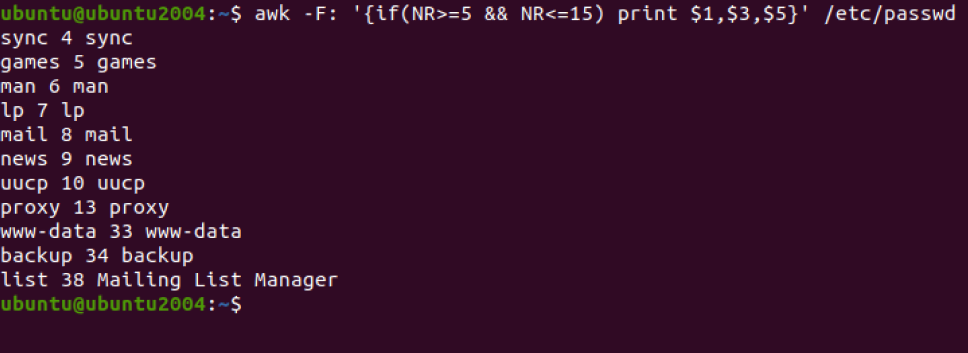 ubuntu@ubuntu2004:~$ awk -F: '{if(NR>=5 && NR<=15) print $1,$3,$5}' /etc/passwd
sync 4 sync
games 5 games
man 6 man
lp 7 lp
mail 8 mail
news 9 news
uucp 10 uucp
proxy 13 proxy
www-data 33 www-data
backup 34 backup
list 38 Mailing List Manager
ubuntu@ubuntu2004:~$